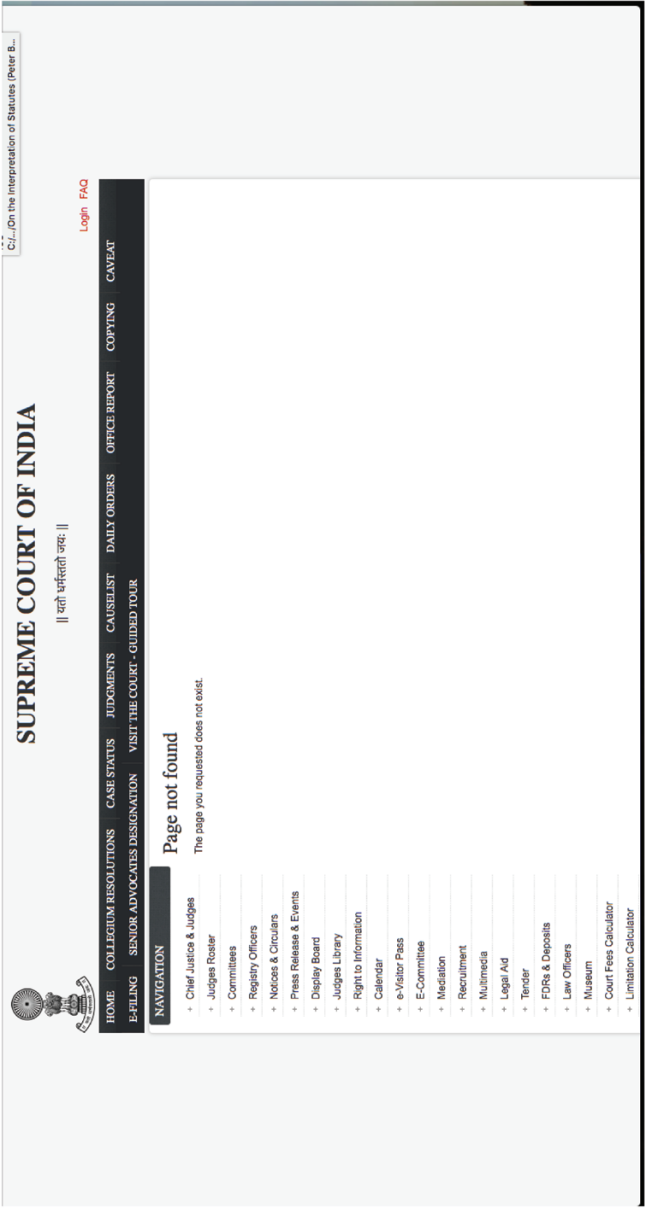 C:/.../On the Interpretation of Statutes (Peter B...
Login FAQ
SUPREME COURT OF INDIA
|| यतो धर्मस्ततो जयः ||
HOME COLLEGIUM RESOLUTIONS CASE STATUS JUDGMENTS CAUSELIST DAILY ORDERS OFFICE REPORT COPYING CAVEAT
E-FILING SENIOR ADVOCATES DESIGNATION VISIT THE COURT - GUIDED TOUR
NAVIGATION
+ Chief Justice & Judges
+ Judges Roster
+ Committees
+ Registry Officers
+ Notices & Circulars
+ Press Release & Events
+ Display Board
+ Judges Library
+ Right to Information
+ Calendar
+ e-Visitor Pass
+ E-Committee
+ Mediation
+ Recruitment
+ Multimedia
+ Legal Aid
+ Tender
+ FDRs & Deposits
+ Law Officers
+ Museum
+ Court Fees Calculator
+ Limitation Calculator
Page not found
The page you requested does not exist.